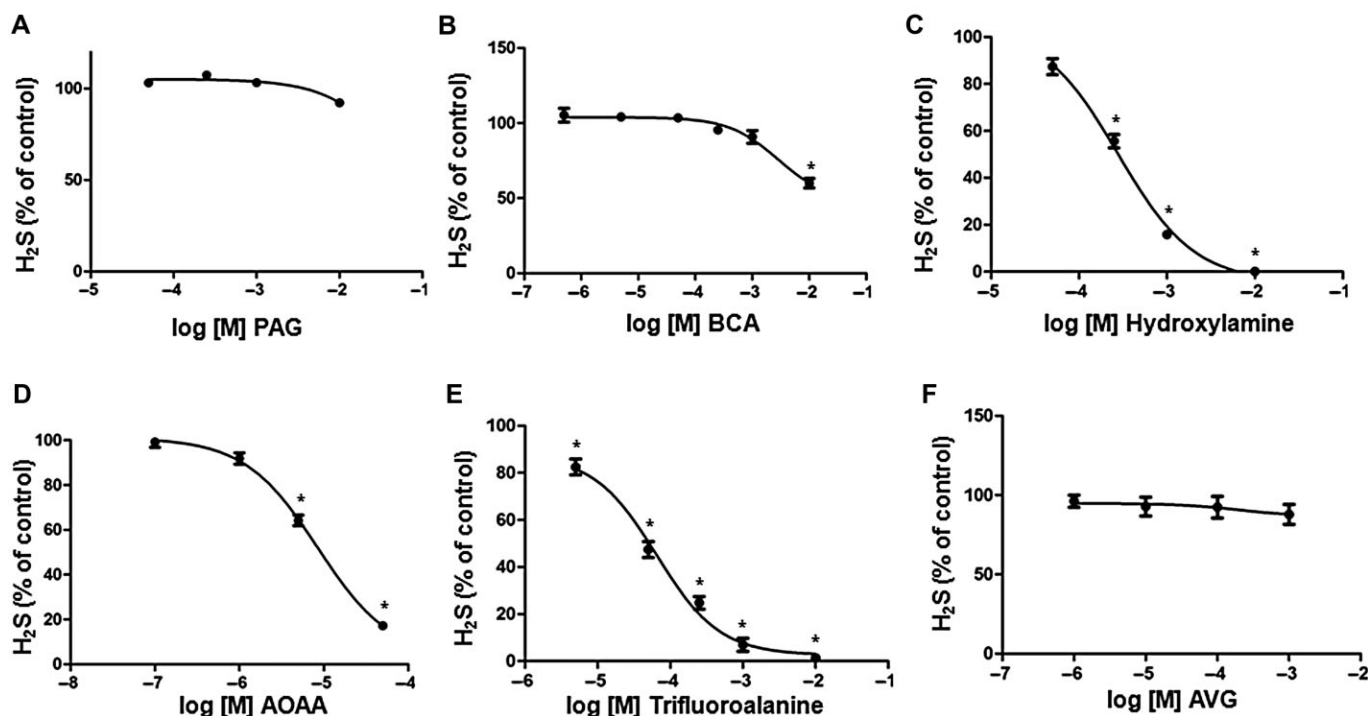 A
H₂S (% of control)
100
50
0
−5 −4 −3 −2 −1
log [M] PAG
B
H₂S (% of control)
150
100
50
0
−7 −6 −5 −4 −3 −2 −1
log [M] BCA
*
C
H₂S (% of control)
100
80
60
40
20
0
−5 −4 −3 −2 −1
log [M] Hydroxylamine
* * *
D
H₂S (% of control)
100
80
60
40
20
0
−8 −7 −6 −5 −4
log [M] AOAA
* *
E
H₂S (% of control)
100
80
60
40
20
0
−6 −5 −4 −3 −2 −1
log [M] Trifluoroalanine
* * * * *
F
H₂S (% of control)
150
100
50
0
−7 −6 −5 −4 −3 −2
log [M] AVG